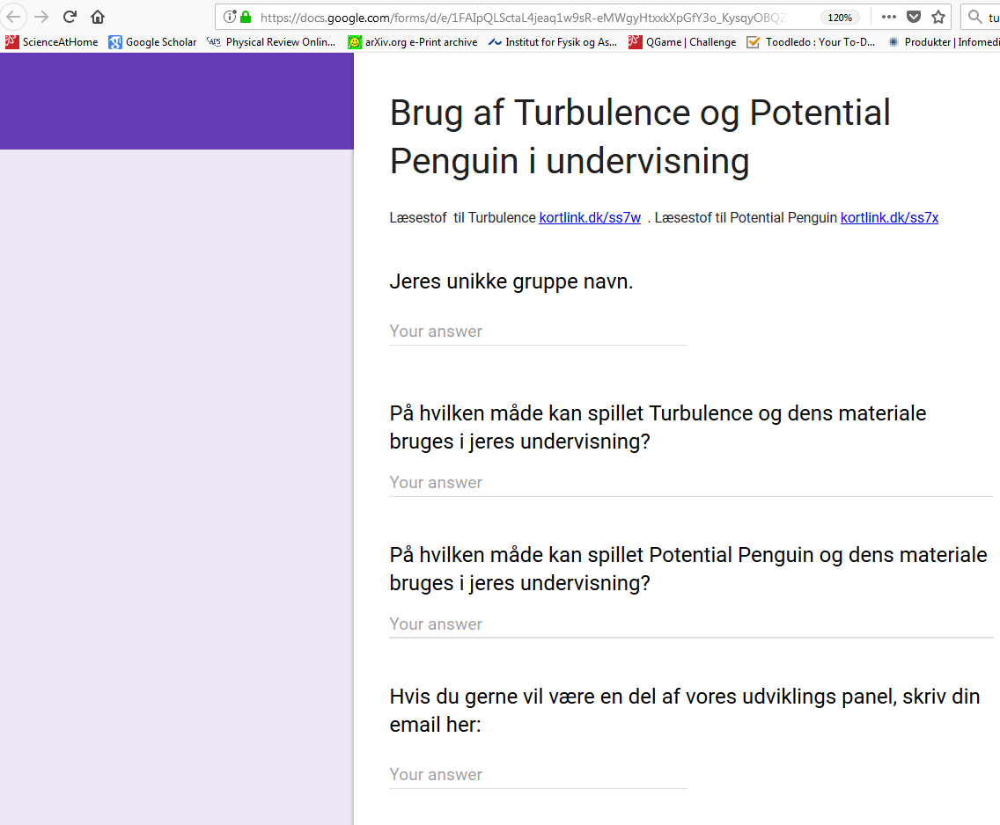 https://docs.google.com/forms/d/e/1FAIpQLSctaL4jeaq1w9sR-eMWgyHtxxkXpGfY3o_KysqyOBQZ 120% tu
ScienceAtHome Google Scholar Physical Review Onlin... arXiv.org e-Print archive Institut for Fysik og As... QGame | Challenge Toodledo : Your To-D... Produkter | Infomedi
Brug af Turbulence og Potential
Penguin i undervisning
Læsestof til Turbulence kortlink.dk/ss7w . Læsestof til Potential Penguin kortlink.dk/ss7x
Jeres unikke gruppe navn.
Your answer
På hvilken måde kan spillet Turbulence og dens materiale
bruges i jeres undervisning?
Your answer
På hvilken måde kan spillet Potential Penguin og dens materiale
bruges i jeres undervisning?
Your answer
Hvis du gerne vil være en del af vores udviklings panel, skriv din
email her:
Your answer